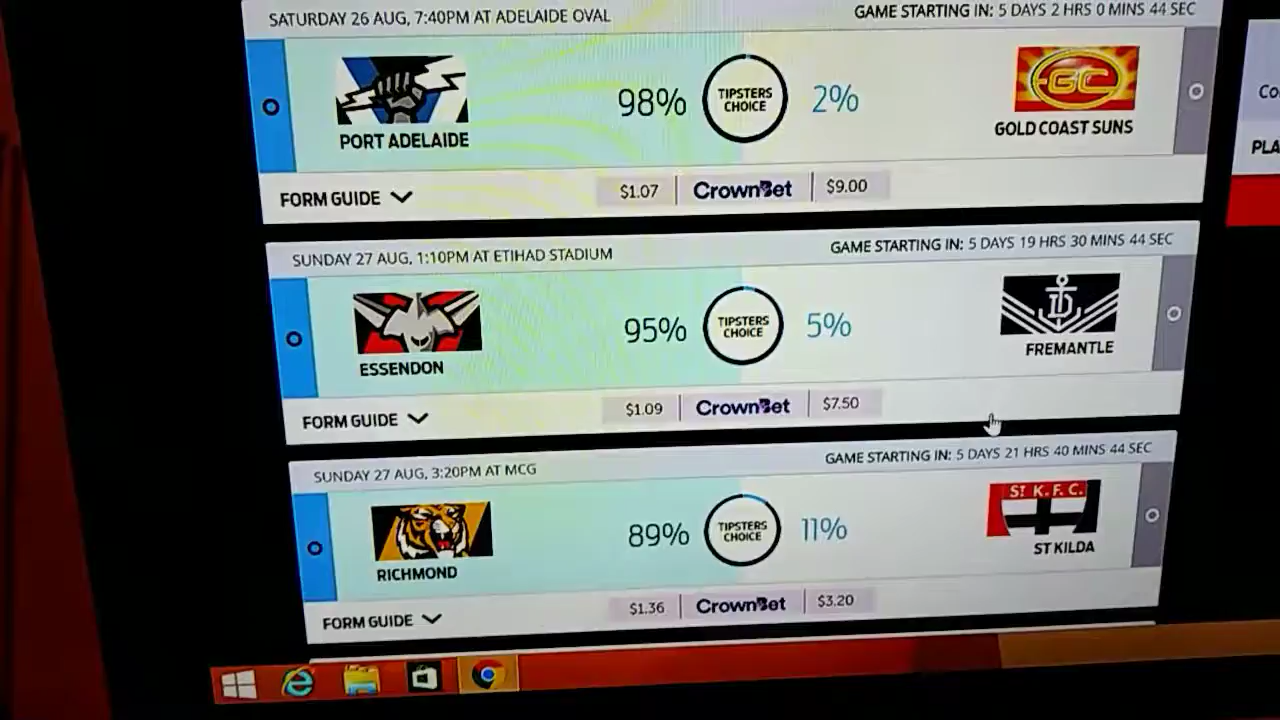 SATURDAY 26 AUG, 7:40PM AT ADELAIDE OVAL
GAME STARTING IN: 5 DAYS 2 HRS 0 MINS 44 SEC
98%
TIPSTERS CHOICE
2%
GC
PORT ADELAIDE
GOLD COAST SUNS
FORM GUIDE
$1.07
CrownBet
$9.00
SUNDAY 27 AUG, 1:10PM AT ETIHAD STADIUM
GAME STARTING IN: 5 DAYS 19 HRS 30 MINS 44 SEC
95%
TIPSTERS CHOICE
5%
ESSENDON
FREMANTLE
FORM GUIDE
$1.09
CrownBet
$7.50
SUNDAY 27 AUG, 3:20PM AT MCG
GAME STARTING IN: 5 DAYS 21 HRS 40 MINS 44 SEC
89%
TIPSTERS CHOICE
11%
ST K.F.C.
RICHMOND
ST KILDA
FORM GUIDE
$1.36
CrownBet
$3.20